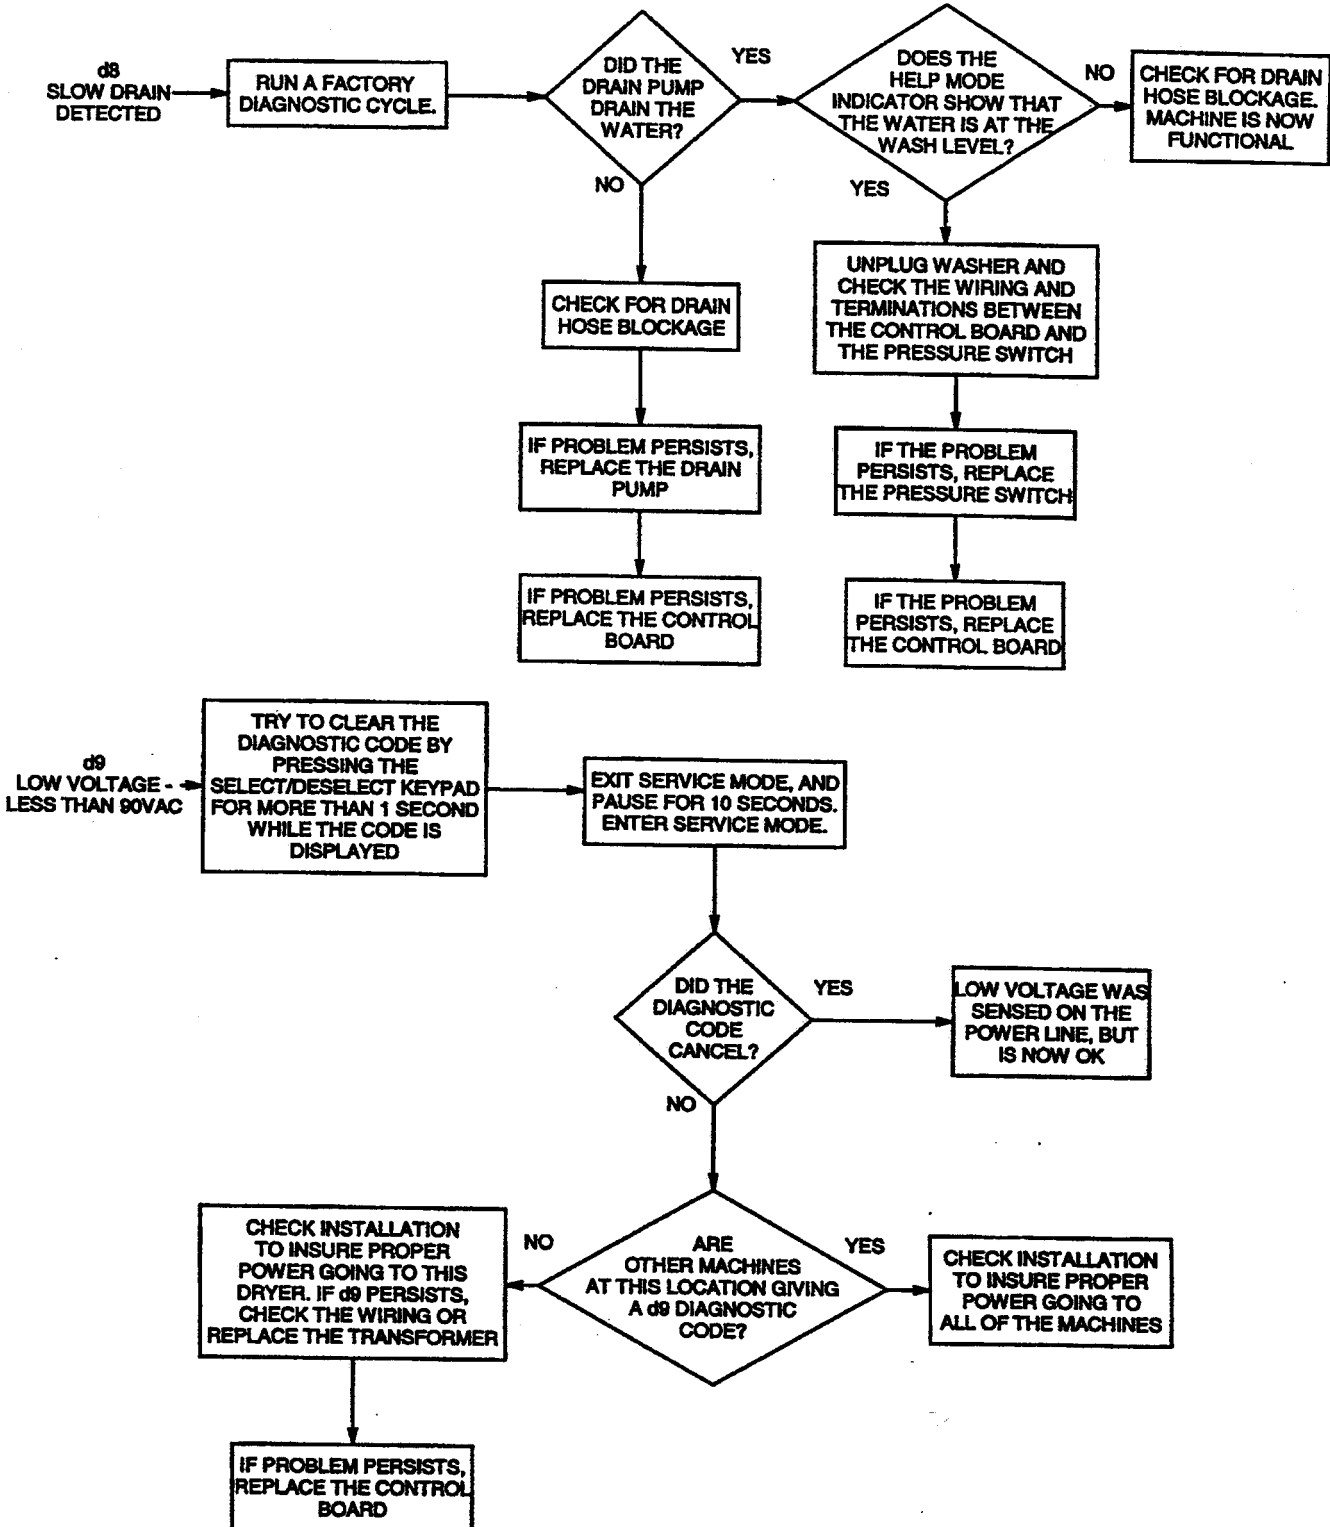 d8
SLOW DRAIN
DETECTED
RUN A FACTORY
DIAGNOSTIC CYCLE.
DID THE
DRAIN PUMP
DRAIN THE
WATER?
YES
NO
DOES THE
HELP MODE
INDICATOR SHOW THAT
THE WATER IS AT THE
WASH LEVEL?
NO
YES
CHECK FOR DRAIN
HOSE BLOCKAGE.
MACHINE IS NOW
FUNCTIONAL
CHECK FOR DRAIN
HOSE BLOCKAGE
IF PROBLEM PERSISTS,
REPLACE THE DRAIN
PUMP
IF PROBLEM PERSISTS,
REPLACE THE CONTROL
BOARD
UNPLUG WASHER AND
CHECK THE WIRING AND
TERMINATIONS BETWEEN
THE CONTROL BOARD AND
THE PRESSURE SWITCH
IF THE PROBLEM
PERSISTS, REPLACE
THE PRESSURE SWITCH
IF THE PROBLEM
PERSISTS, REPLACE
THE CONTROL BOARD
d9
LOW VOLTAGE -
LESS THAN 90VAC
TRY TO CLEAR THE
DIAGNOSTIC CODE BY
PRESSING THE
SELECT/DESELECT KEYPAD
FOR MORE THAN 1 SECOND
WHILE THE CODE IS
DISPLAYED
EXIT SERVICE MODE, AND
PAUSE FOR 10 SECONDS.
ENTER SERVICE MODE.
DID THE
DIAGNOSTIC
CODE
CANCEL?
YES
NO
LOW VOLTAGE WAS
SENSED ON THE
POWER LINE, BUT
IS NOW OK
ARE
OTHER MACHINES
AT THIS LOCATION GIVING
A d9 DIAGNOSTIC
CODE?
NO
YES
CHECK INSTALLATION
TO INSURE PROPER
POWER GOING TO THIS
DRYER. IF d9 PERSISTS,
CHECK THE WIRING OR
REPLACE THE TRANSFORMER
CHECK INSTALLATION
TO INSURE PROPER
POWER GOING TO
ALL OF THE MACHINES
IF PROBLEM PERSISTS,
REPLACE THE CONTROL
BOARD